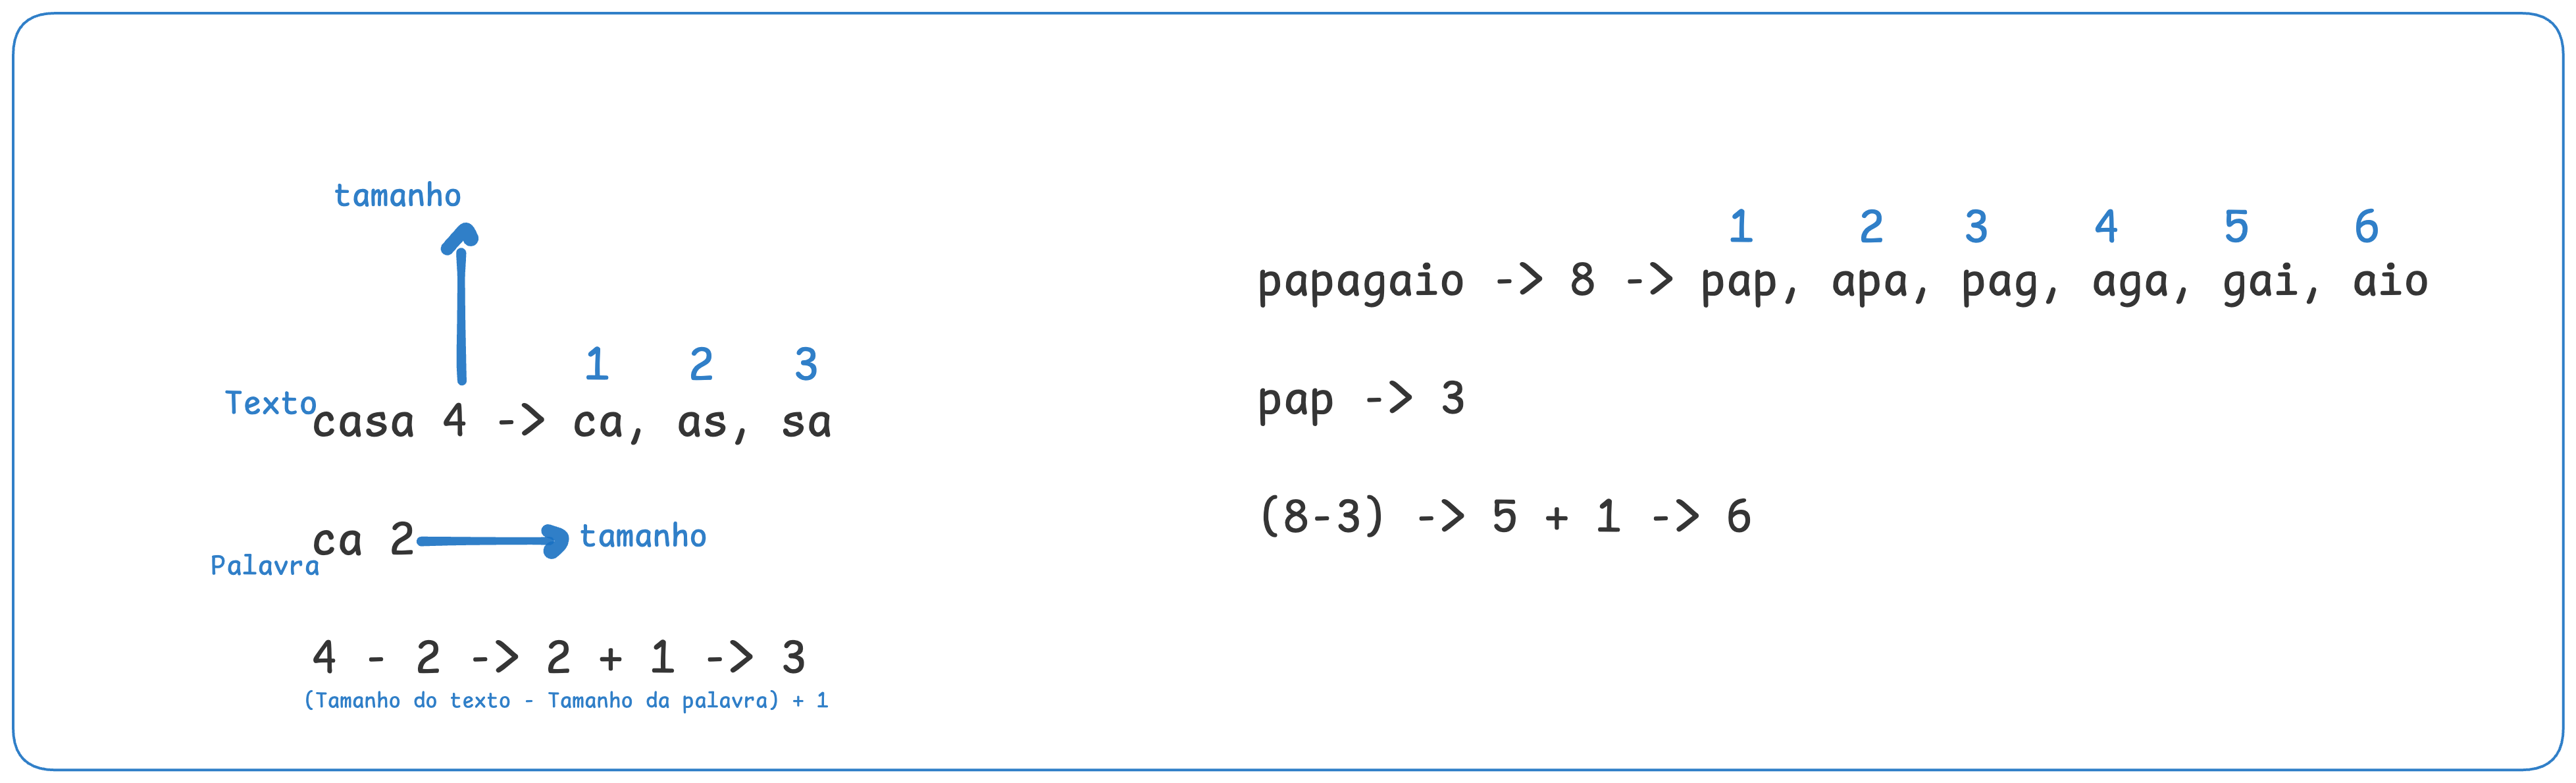 tamanho
1 2 3
Texto
casa 4 -> ca, as, sa
ca 2
tamanho
Palavra
4 - 2 -> 2 + 1 -> 3
(Tamanho do texto - Tamanho da palavra) + 1
1 2 3 4 5 6
papagaio -> 8 -> pap, apa, pag, aga, gai, aio
pap -> 3
(8-3) -> 5 + 1 -> 6